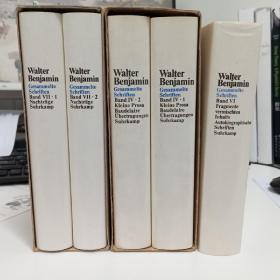 Walter
Benjamin
Gesammelte
Schriften
Band VII · 1
Nachträge
Suhrkamp
Walter
Benjamin
Gesammelte
Schriften
Band VII · 2
Nachträge
Suhrkamp
Walter
Benjamin
Gesammelte
Schriften
Band IV · 2
Kleine Prosa
Baudelaire
Übertragungen
Suhrkamp
Walter
Benjamin
Gesammelte
Schriften
Band IV · 1
Kleine Prosa
Baudelaire
Übertragungen
Suhrkamp
Walter
Benjamin
Gesammelte
Schriften
Band VI
Fragmente
vermischten
Inhalts
Autobiographische
Schriften
Suhrkamp